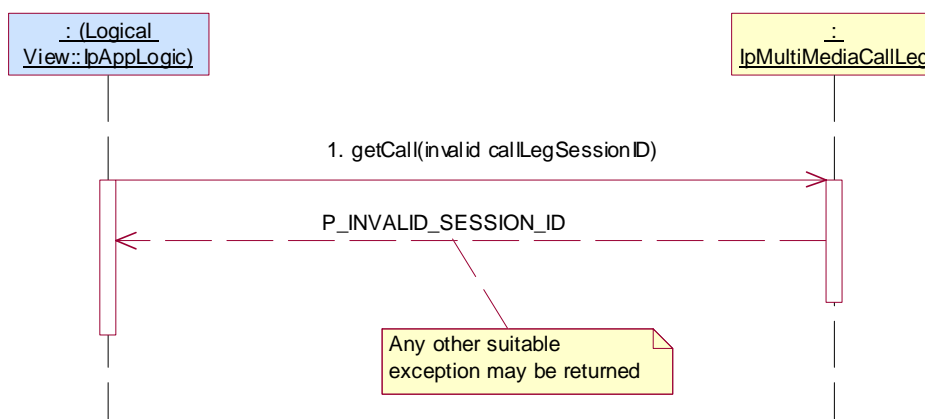 : (Logical
View::IpAppLogic)
:
IpMultiMediaCallLeg
1. getCall(invalid callLegSessionID)
P_INVALID_SESSION_ID
Any other suitable
exception may be returned